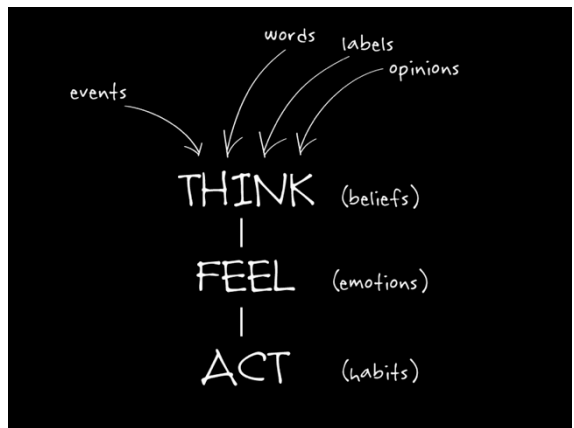 words
labels
opinions
events
THINK (beliefs)
FEEL (emotions)
ACT (habits)